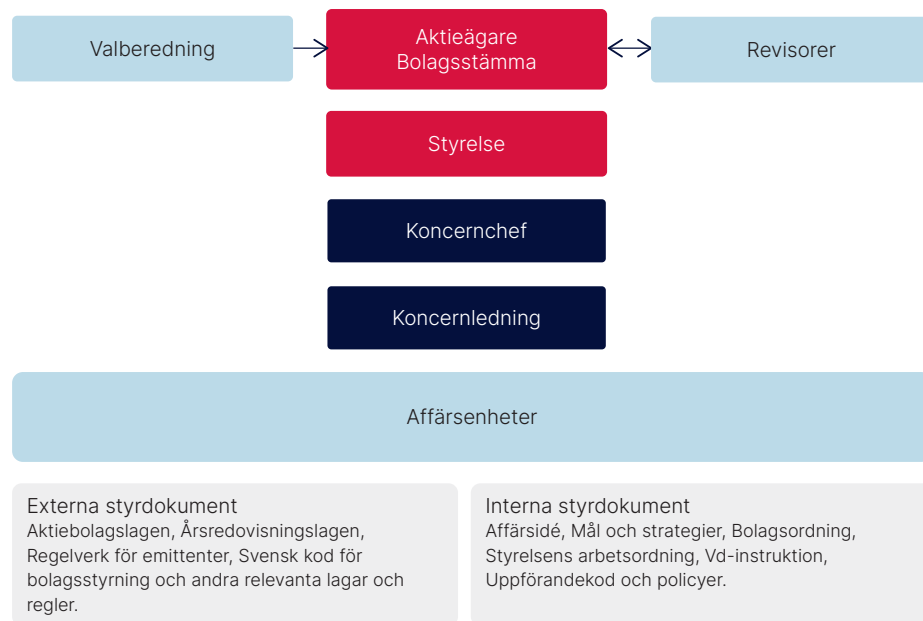 Valberedning
Aktieägare
Bolagsstämma
Revisorer
Styrelse
Koncernchef
Koncernledning
Affärsenheter
Externa styrdokument
Aktiebolagslagen, Årsredovisningslagen,
Regelverk för emittenter, Svensk kod för
bolagsstyrning och andra relevanta lagar och
regler.
Interna styrdokument
Affärsidé, Mål och strategier, Bolagsordning,
Styrelsens arbetsordning, Vd-instruktion,
Uppförandekod och policyer.